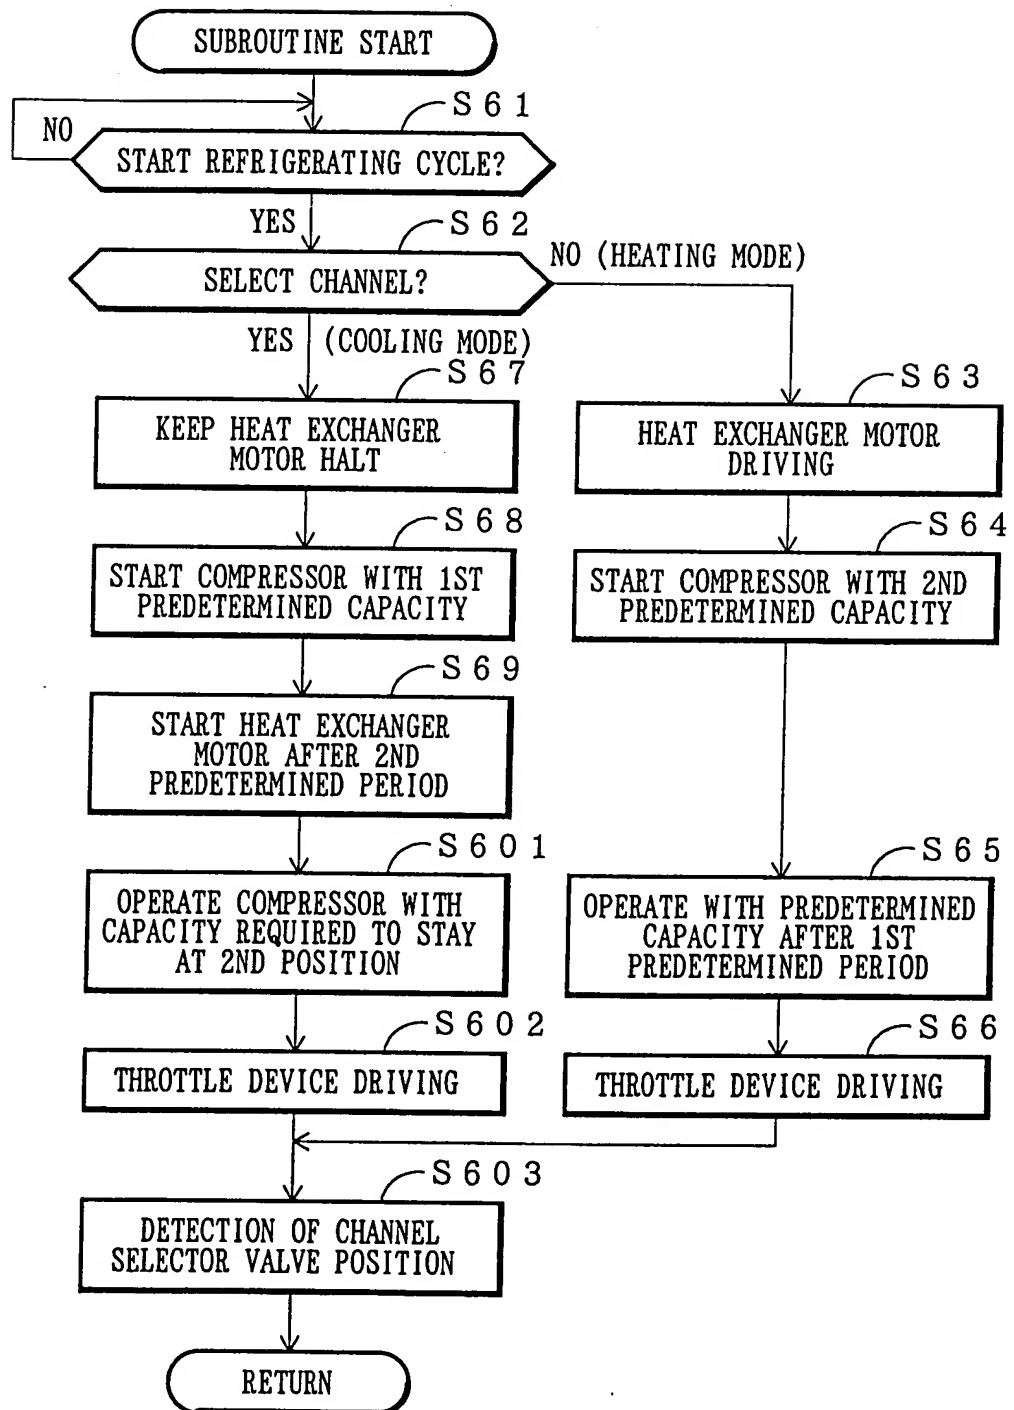 SUBROUTINE START
S61
NO
START REFRIGERATING CYCLE?
YES
S62
NO (HEATING MODE)
SELECT CHANNEL?
YES (COOLING MODE)
S67
KEEP HEAT EXCHANGER
MOTOR HALT
S63
HEAT EXCHANGER MOTOR
DRIVING
S68
START COMPRESSOR WITH 1ST
PREDETERMINED CAPACITY
S64
START COMPRESSOR WITH 2ND
PREDETERMINED CAPACITY
S69
START HEAT EXCHANGER
MOTOR AFTER 2ND
PREDETERMINED PERIOD
S601
OPERATE COMPRESSOR WITH
CAPACITY REQUIRED TO STAY
AT 2ND POSITION
S65
OPERATE WITH PREDETERMINED
CAPACITY AFTER 1ST
PREDETERMINED PERIOD
S602
THROTTLE DEVICE DRIVING
S66
THROTTLE DEVICE DRIVING
S603
DETECTION OF CHANNEL
SELECTOR VALVE POSITION
RETURN